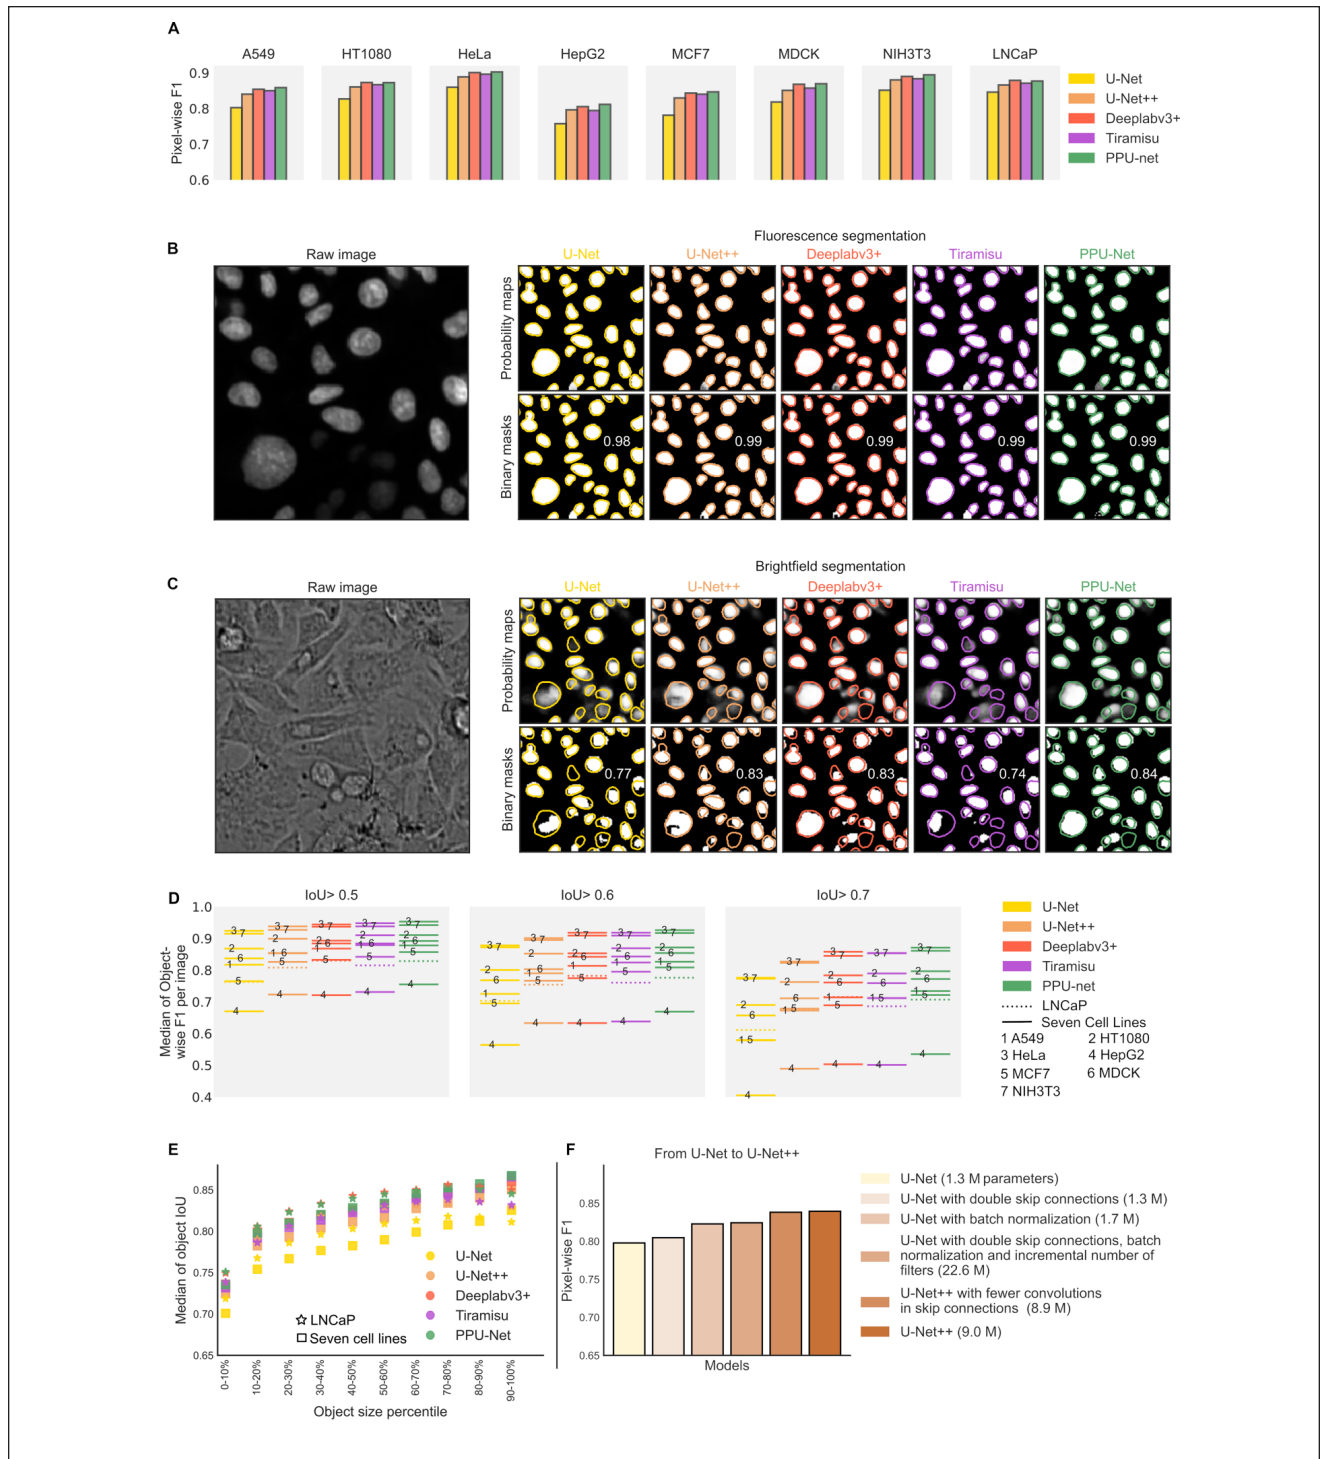 A
A549 HT1080 HeLa HepG2 MCF7 MDCK NIH3T3 LNCaP
Pixel-wise F1
0.9
0.8
0.7
0.6
U-Net
U-Net++
Deeplabv3+
Tiramisu
PPU-net
B
Raw image
Fluorescence segmentation
U-Net U-Net++ Deeplabv3+ Tiramisu PPU-Net
Probability maps
Binary masks
0.98 0.99 0.99 0.99 0.99
C
Raw image
Brightfield segmentation
U-Net U-Net++ Deeplabv3+ Tiramisu PPU-Net
Probability maps
Binary masks
0.77 0.83 0.83 0.74 0.84
D
IoU> 0.5 IoU> 0.6 IoU> 0.7
Median of Object-
wise F1 per image
1.0
0.9
0.8
0.7
0.6
0.5
0.4
U-Net
U-Net++
Deeplabv3+
Tiramisu
PPU-net
LNCaP
Seven Cell Lines
1 A549 2 HT1080
3 HeLa 4 HepG2
5 MCF7 6 MDCK
7 NIH3T3
E
Median of object IoU
0.85
0.80
0.75
0.70
0.65
U-Net
U-Net++
Deeplabv3+
Tiramisu
PPU-Net
LNCaP
Seven cell lines
0-10% 10-20% 20-30% 30-40% 40-50% 50-60% 60-70% 70-80% 80-90% 90-100%
Object size percentile
F
From U-Net to U-Net++
Pixel-wise F1
0.85
0.80
0.75
0.70
0.65
Models
U-Net (1.3 M parameters)
U-Net with double skip connections (1.3 M)
U-Net with batch normalization (1.7 M)
U-Net with double skip connections, batch
normalization and incremental number of
filters (22.6 M)
U-Net++ with fewer convolutions
in skip connections (8.9 M)
U-Net++ (9.0 M)